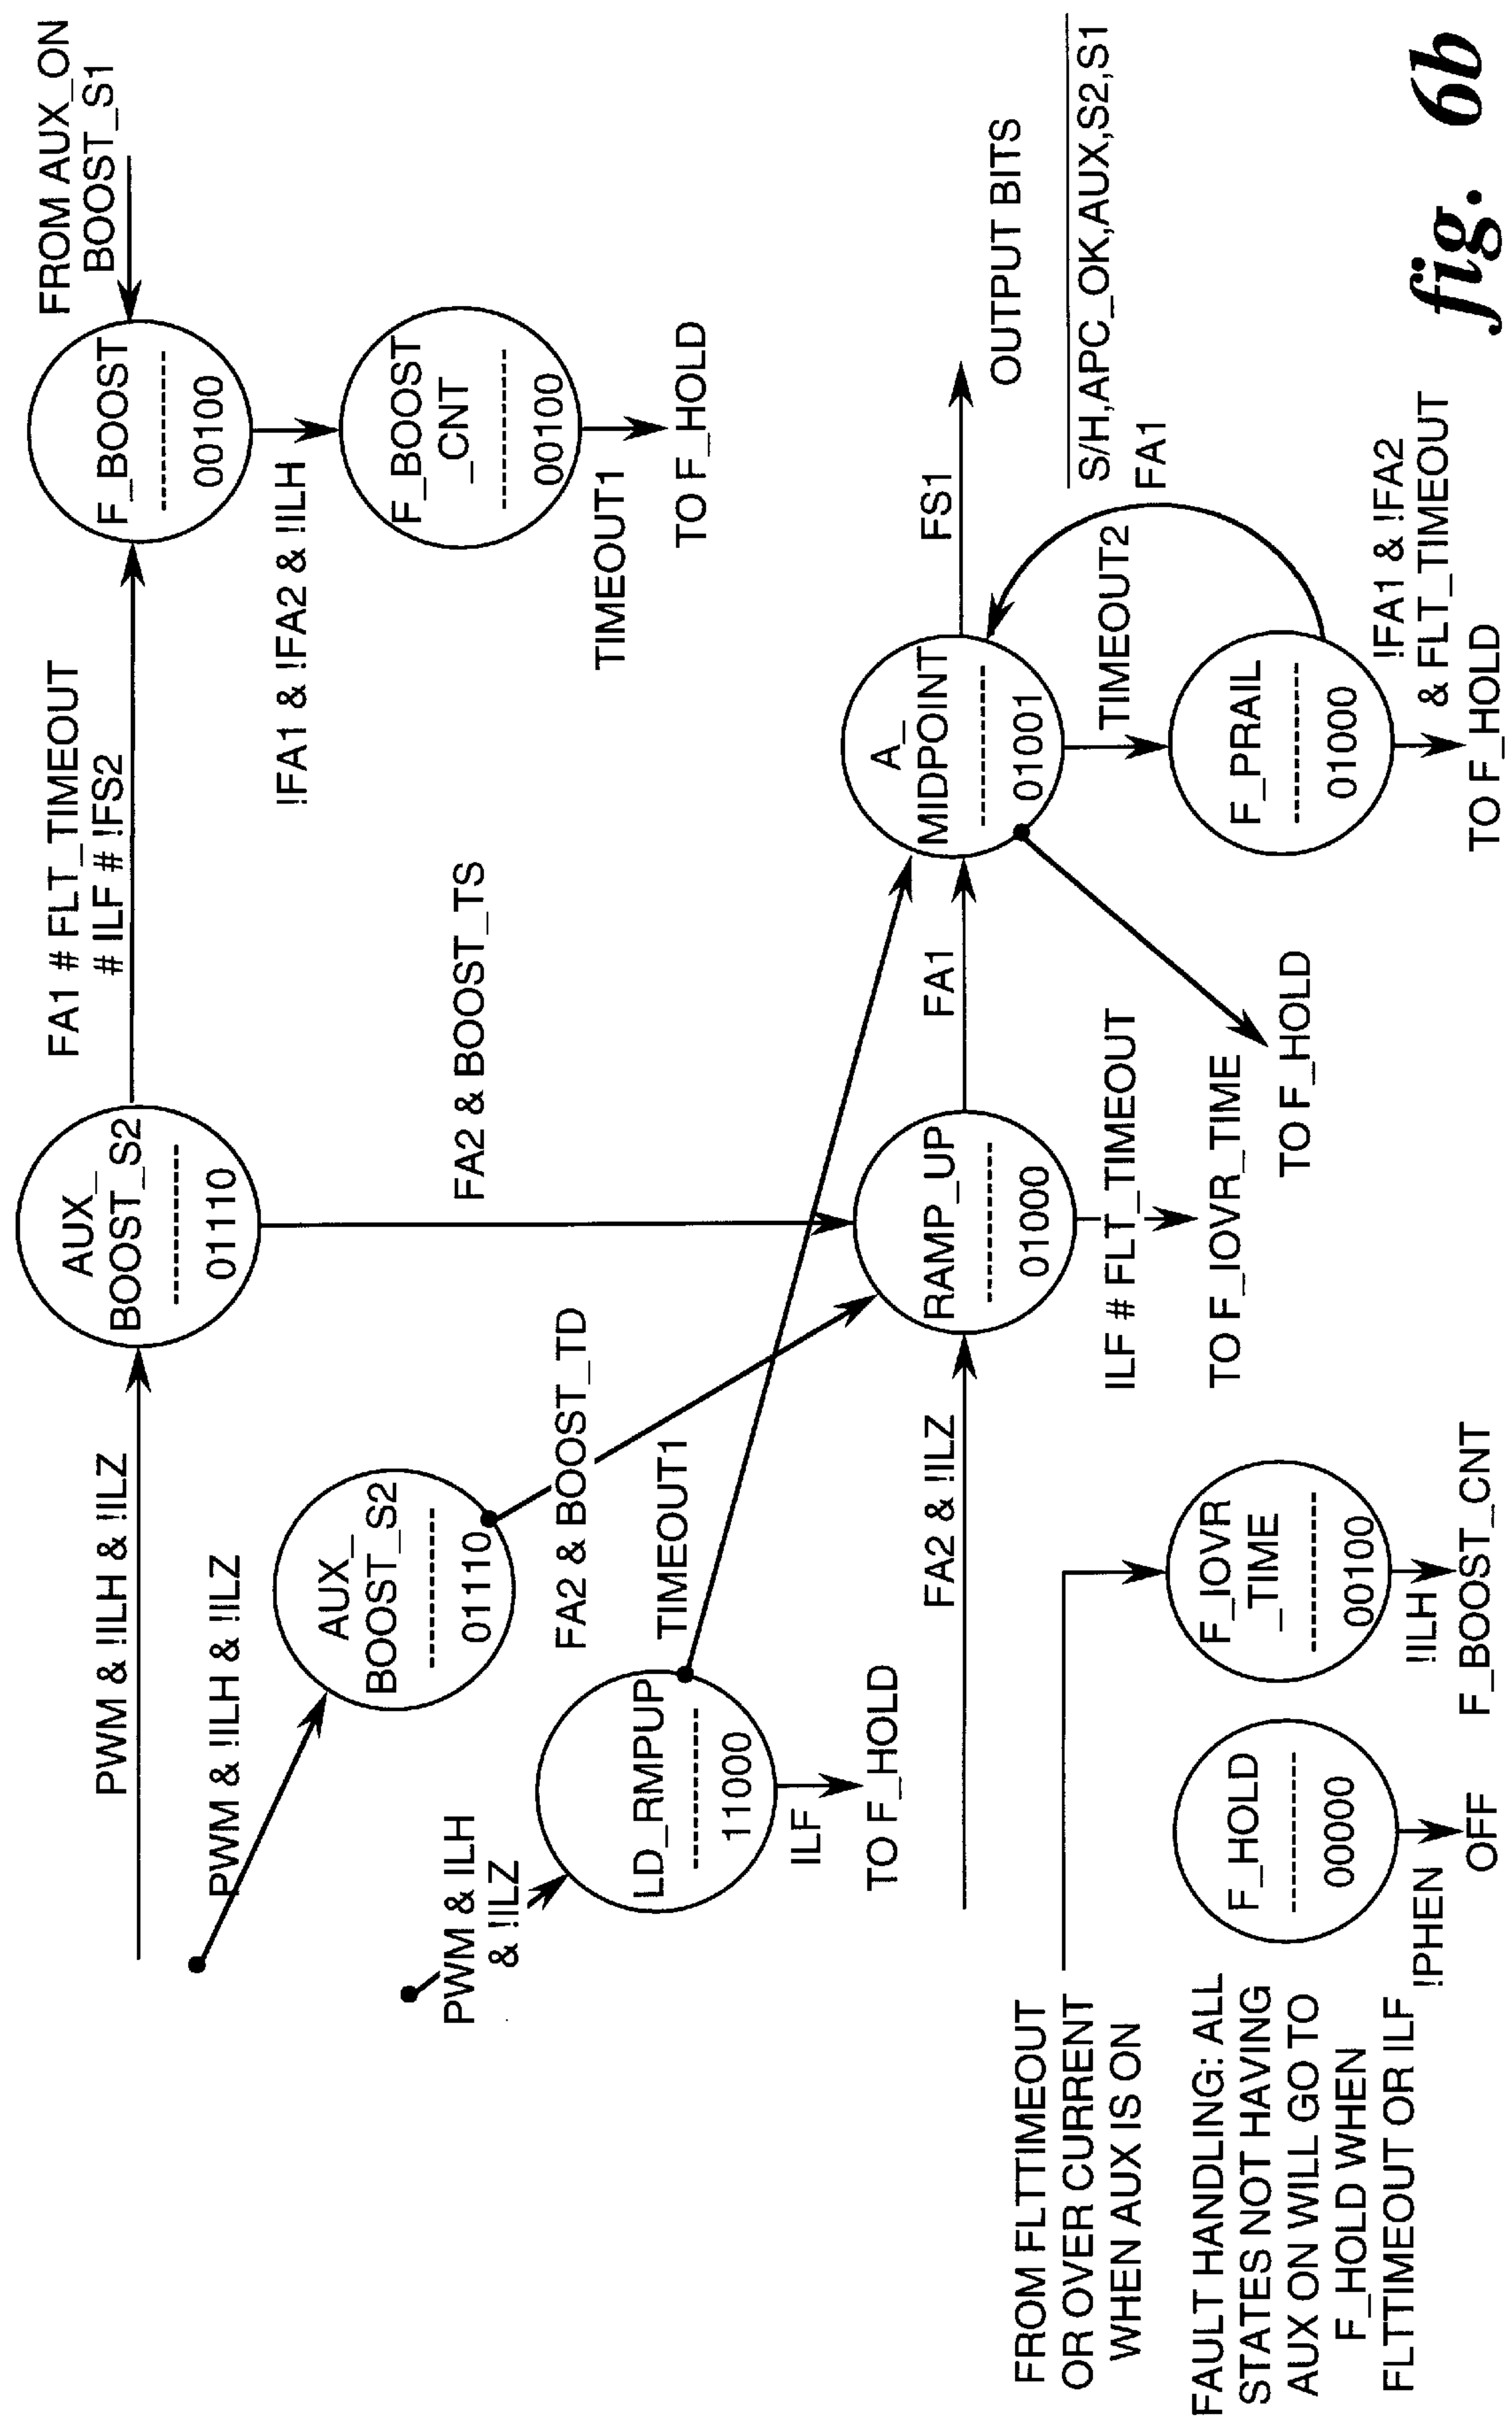 PWM & !ILH & !ILZ
AUX_
BOOST_S2
01110
FA1 # FLT_TIMEOUT
# ILF # !FS2
F_BOOST
00100
FROM AUX_ON
BOOST_S1
!FA1 & !FA2 & !ILH
F_BOOST
_CNT
00100
TIMEOUT1
TO F_HOLD
PWM & !ILH & !ILZ
AUX_
BOOST_S2
01110
FA2 & BOOST_TS
FA2 & BOOST_TD
PWM & ILH
& !ILZ
LD_RMPUP
11000
TIMEOUT1
ILF
TO F_HOLD
FA2 & !ILZ
RAMP_UP
01000
FA1
ILF # FLT_TIMEOUT
TO F_IOVR_TIME
A_
MIDPOINT
01001
FS1
OUTPUT BITS
S/H,APC_OK,AUX,S2,S1
TO F_HOLD
TIMEOUT2
FA1
F_PRAIL
01000
!FA1 & !FA2
& FLT_TIMEOUT
TO F_HOLD
FROM FLTTIMEOUT
OR OVER CURRENT
WHEN AUX IS ON
FAULT HANDLING: ALL
STATES NOT HAVING
AUX ON WILL GO TO
F_HOLD WHEN
FLTTIMEOUT OR ILF
F_HOLD
00000
!PHEN
OFF
F_IOVR
_TIME
00100
!ILH
F_BOOST_CNT
fig. 6b